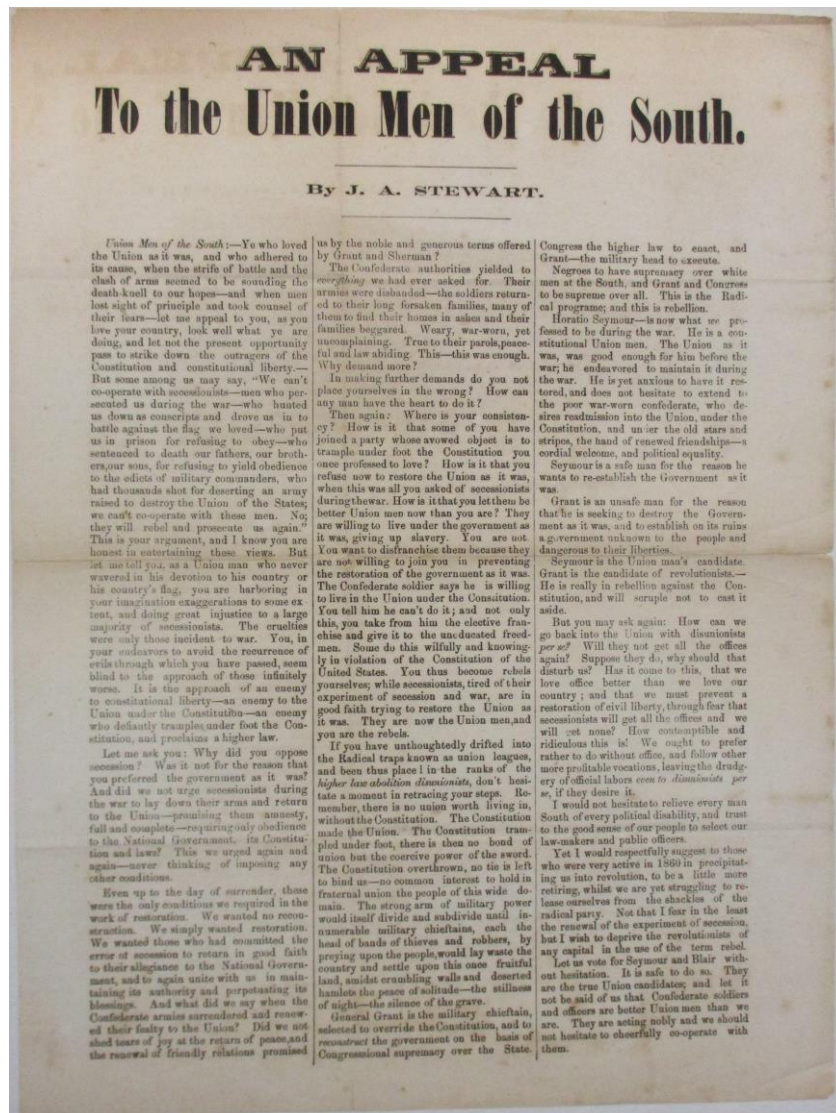 AN APPEAL
To the Union Men of the South.
By J. A. STEWART.
Union Men of the South:—Ye who loved
the Union as it was, and who adhered to
its cause, when the strife of battle and the
clash of arms seemed to be sounding the
death-knell to our hopes—and when men
lost sight of principle and took counsel of
their fears—let me appeal to you, as you
love your country, look well what ye are
doing, and let not the present opportunity
pass to strike down the outragers of the
Constitution and constitutional liberty.—
But some among us may say, "We can't
co-operate with secessionists—men who per-
secuted us during the war—who hunted
us down as conscripts and drove us in to
battle against the flag we loved—who put
us in prison for refusing to obey—who
sentenced to death our fathers, our broth-
ers,our sons, for refusing to yield obedience
to the edicts of military commanders, who
had thousands shot for deserting an army
raised to destroy the Union of the States;
we can't co-operate with these men. No;
they will rebel and prosecute us again."
This is your argument, and I know you are
honest in entertaining these views. But
let me tell you, as a Union man who never
wavered in his devotion to his country or
his country's flag, you are harboring in
your imagination exaggerations to some ex-
tent, and doing great injustice to a large
majority of secessionists. The cruelties
were only those incident to war. You, in
your endeavors to avoid the recurrence of
evils through which you have passed, seem
blind to the approach of those infinitely
worse. It is the approach of an enemy
to constitutional liberty—an enemy to the
Union under the Constitution—an enemy
who defiantly tramples under foot the Con-
stitution, and proclaims a higher law.
Let me ask you: Why did you oppose
secession? Was it not for the reason that
you preferred the government as it was?
And did we not urge secessionists during
the war to lay down their arms and return
to the Union—promising them amnesty,
full and complete—requiring only obedience
to the National Government, its Constitu-
tion and laws? This we urged again and
again—never thinking of imposing any
other conditions.
Even up to the day of surrender, these
were the only conditions we required in the
work of restoration. We wanted no recon-
struction. We simply wanted restoration.
We wanted those who had committed the
error of secession to return in good faith
to their allegiance to the National Govern-
ment, and to again unite with us in main-
taining its authority and perpetuating its
blessings. And what did we say when the
Confederate armies surrendered and renew-
ed their fealty to the Union? Did we not
shed tears of joy at the return of peace,and
the renewal of friendly relations promised
us by the noble and generous terms offered
by Grant and Sherman?
The Confederate authorities yielded to
everything we had ever asked for. Their
armies were disbanded—the soldiers return-
ed to their long forsaken families, many of
them to find their homes in ashes and their
families beggared. Weary, war-worn, yet
uncomplaining. True to their parols,peace-
ful and law abiding. This—this was enough.
Why demand more?
In making further demands do you not
place yourselves in the wrong? How can
any man have the heart to do it?
Then again: Where is your consisten-
cy? How is it that some of you have
joined a party whose avowed object is to
trample under foot the Constitution you
once professed to love? How is it that you
refuse now to restore the Union as it was,
when this was all you asked of secessionists
during the war. How is it that you let them be
better Union men now than you are? They
are willing to live under the government as
it was, giving up slavery. You are not.
You want to disfranchise them because they
are not willing to join you in preventing
the restoration of the government as it was.
The Confederate soldier says he is willing
to live in the Union under the Constitution.
You tell him he can't do it; and not only
this, you take from him the elective fran-
chise and give it to the uneducated freed-
men. Some do this wilfully and knowing-
ly in violation of the Constitution of the
United States. You thus become rebels
yourselves; while secessionists, tired of their
experiment of secession and war, are in
good faith trying to restore the Union as
it was. They are now the Union men,and
you are the rebels.
If you have unthoughtedly drifted into
the Radical traps known as union leagues,
and been thus placed in the ranks of the
higher law abolition disunionists, don't hesi-
tate a moment in retracing your steps. Re-
member, there is no union worth living in,
without the Constitution. The Constitution
made the Union. The Constitution tram-
pled under foot, there is then no bond of
union but the coercive power of the sword.
The Constitution overthrown, no tie is left
to bind us—no common interest to hold in
fraternal union the people of this wide do-
main. The strong arm of military power
would itself divide and subdivide until in-
numerable military chieftains, each the
head of bands of thieves and robbers, by
preying upon the people,would lay waste the
country and settle upon this once fruitful
land, amidst crumbling walls and deserted
hamlets the peace of solitude—the stillness
of night—the silence of the grave.
General Grant is the military chieftain,
selected to override the Constitution, and to
reconstruct the government on the basis of
Congressional supremacy over the State.
Congress the higher law to enact, and
Grant—the military head to execute.
Negroes to have supremacy over white
men at the South, and Grant and Congress
to be supreme over all. This is the Radi-
cal programe; and this is rebellion.
Horatio Seymour—is now what we pro-
fessed to be during the war. He is a con-
stitutional Union men. The Union as it
was, was good enough for him before the
war; he endeavored to maintain it during
the war. He is yet anxious to have it res-
tored, and does not hesitate to extend to
the poor war-worn confederate, who de-
sires readmission into the Union, under the
Constitution, and under the old stars and
stripes, the hand of renewed friendships—a
cordial welcome, and political equality.
Seymour is a safe man for the reason he
wants to re-establish the Government as it
was.
Grant is an unsafe man for the reason
that he is seeking to destroy the Govern-
ment as it was, and to establish on its ruins
a government unknown to the people and
dangerous to their liberties.
Seymour is the Union man's candidate.
Grant is the candidate of revolutionists.—
He is really in rebellion against the Con-
stitution, and will scruple not to cast it
aside.
But you may ask again: How can we
go back into the Union with disunionists
per se? Will they not get all the offices
again? Suppose they do, why should that
disturb us? Has it come to this, that we
love office better than we love our
country; and that we must prevent a
restoration of civil liberty, through fear that
secessionists will get all the offices and we
will get none? How contemptible and
ridiculous this is! We ought to prefer
rather to do without office, and follow other
more profitable vocations, leaving the drudg-
ery of official labors even to disunionists per
se, if they desire it.
I would not hesitate to relieve every man
South of every political disability, and trust
to the good sense of our people to select our
law-makers and public officers.
Yet I would respectfully suggest to those
who were very active in 1860 in precipitat-
ing us into revolution, to be a little more
retiring, whilst we are yet struggling to re-
lease ourselves from the shackles of the
radical party. Not that I fear in the least
the renewal of the experiment of secession,
but I wish to deprive the revolutionists of
any capital in the use of the term rebel.
Let us vote for Seymour and Blair with-
out hesitation. It is safe to do so. They
are the true Union candidates; and let it
not be said of us that Confederate soldiers
and officers are better Union men than we
are. They are acting nobly and we should
not hesitate to cheerfully co-operate with
them.